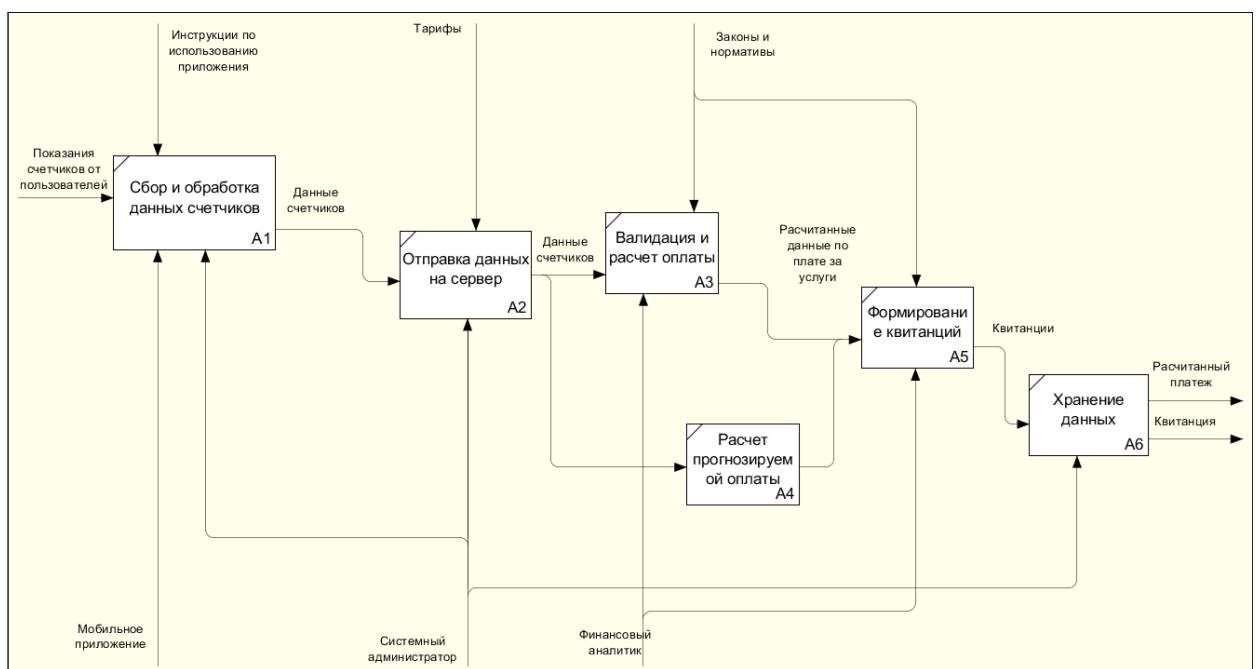 Инструкции по
использованию
приложения
Тарифы
Законы и
нормативы
Показания
счетчиков от
пользователей
Сбор и обработка
данных счетчиков
A1
Данные
счетчиков
Отправка данных
на сервер
A2
Данные
счетчиков
Валидация и
расчет оплаты
A3
Расчитанные
данные по
плате за
услуги
Формировани
е квитанций
A5
Квитанции
Расчет
прогнозируем
ой оплаты
A4
Хранение
данных
A6
Расчитанный
платеж
Квитанция
Мобильное
приложение
Системный
администратор
Финансовый
аналитик